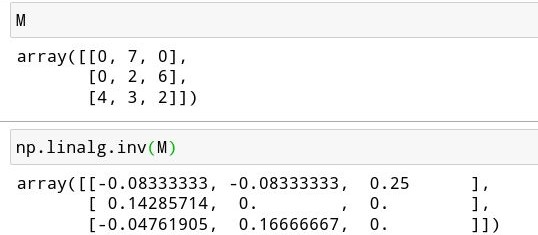 M
array([[0, 7, 0],
       [0, 2, 6],
       [4, 3, 2]])
np.linalg.inv(M)
array([[-0.08333333, -0.08333333,  0.25      ],
       [ 0.14285714,  0.        ,  0.        ],
       [-0.04761905,  0.16666667,  0.        ]])